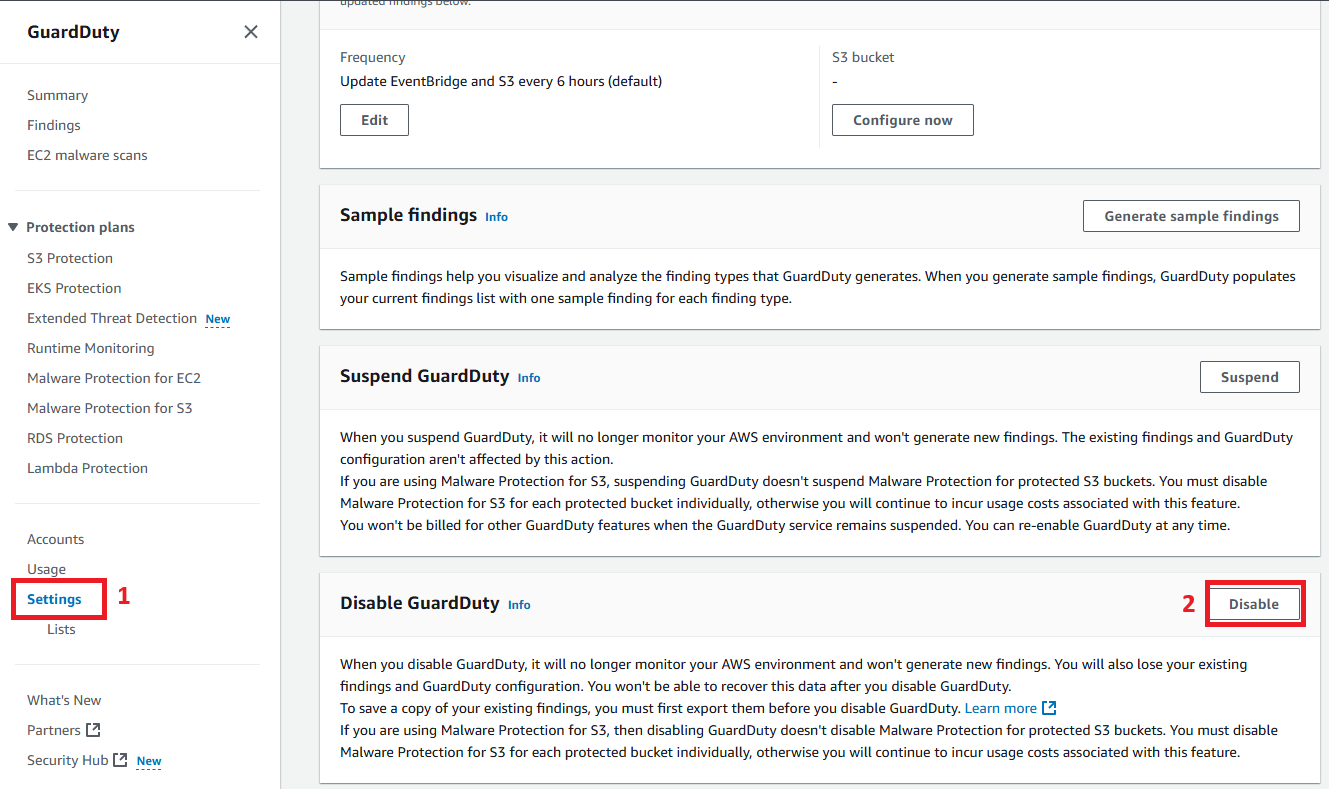 GuardDuty
Summary
Findings
EC2 malware scans
Protection plans
S3 Protection
EKS Protection
Extended Threat Detection New
Runtime Monitoring
Malware Protection for EC2
Malware Protection for S3
RDS Protection
Lambda Protection
Accounts
Usage
Settings 1
Lists
What's New
Partners
Security Hub New
updated findings below.
Frequency
Update EventBridge and S3 every 6 hours (default)
Edit
S3 bucket
-
Configure now
Sample findings Info
Generate sample findings
Sample findings help you visualize and analyze the finding types that GuardDuty generates. When you generate sample findings, GuardDuty populates
your current findings list with one sample finding for each finding type.
Suspend GuardDuty Info
Suspend
When you suspend GuardDuty, it will no longer monitor your AWS environment and won't generate new findings. The existing findings and GuardDuty
configuration aren't affected by this action.
If you are using Malware Protection for S3, suspending GuardDuty doesn't suspend Malware Protection for protected S3 buckets. You must disable
Malware Protection for S3 for each protected bucket individually, otherwise you will continue to incur usage costs associated with this feature.
You won't be billed for other GuardDuty features when the GuardDuty service remains suspended. You can re-enable GuardDuty at any time.
Disable GuardDuty Info
2 Disable
When you disable GuardDuty, it will no longer monitor your AWS environment and won't generate new findings. You will also lose your existing
findings and GuardDuty configuration. You won't be able to recover this data after you disable GuardDuty.
To save a copy of your existing findings, you must first export them before you disable GuardDuty. Learn more
If you are using Malware Protection for S3, then disabling GuardDuty doesn't disable Malware Protection for protected S3 buckets. You must disable
Malware Protection for S3 for each protected bucket individually, otherwise you will continue to incur usage costs associated with this feature.